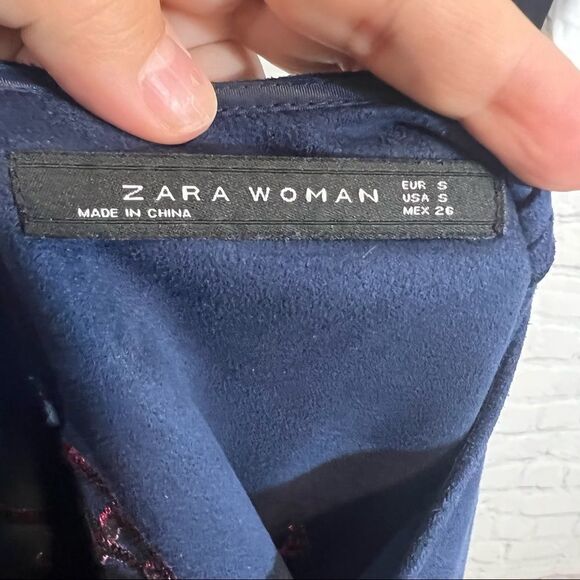 ZARA WOMAN
MADE IN CHINA
EUR S
USA S
MEX 26